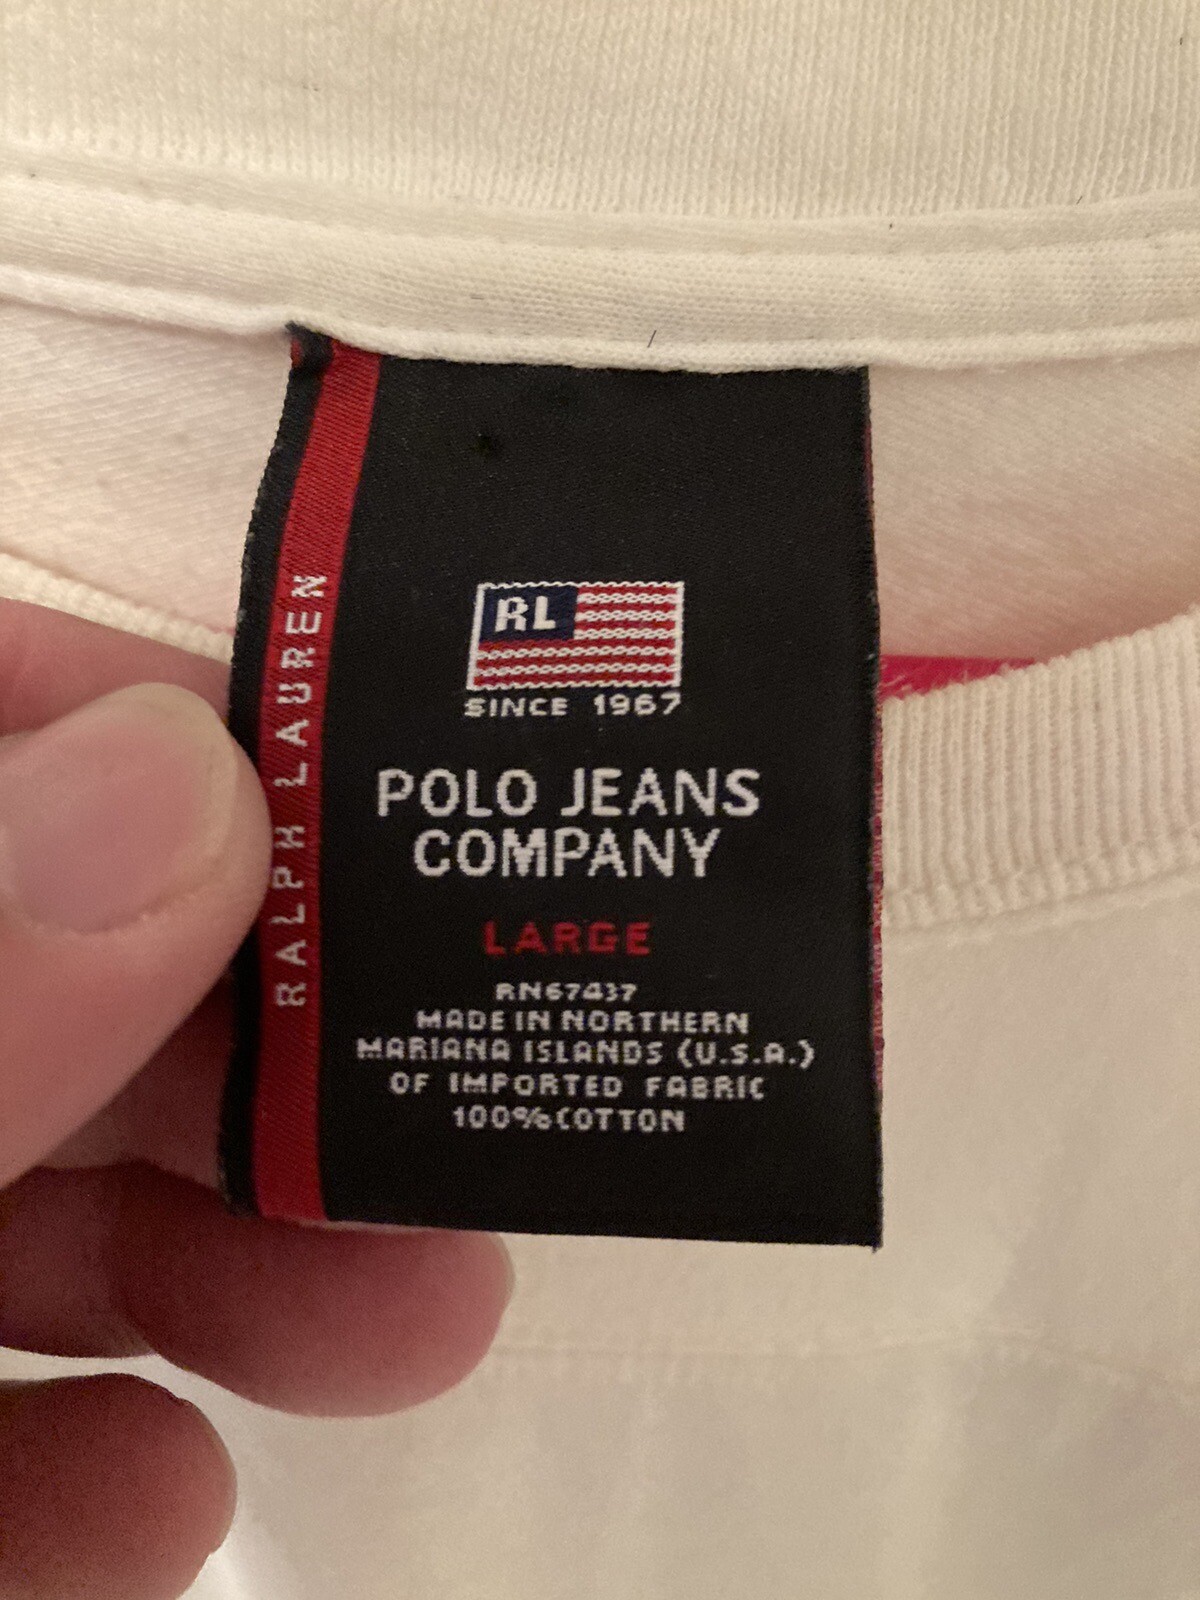 RALPH LAUREN
RL
SINCE 1967
POLO JEANS
COMPANY
LARGE
RN67437
MADE IN NORTHERN
MARIANA ISLANDS (U.S.A.)
OF IMPORTED FABRIC
100% COTTON